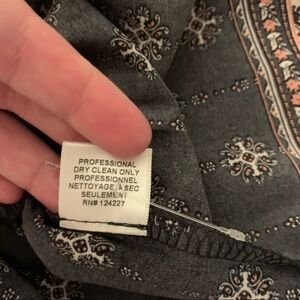 PROFESSIONAL
DRY CLEAN ONLY
PROFESSIONNEL
NETTOYAGE A SEC
SEULEMENT
RN# 124227